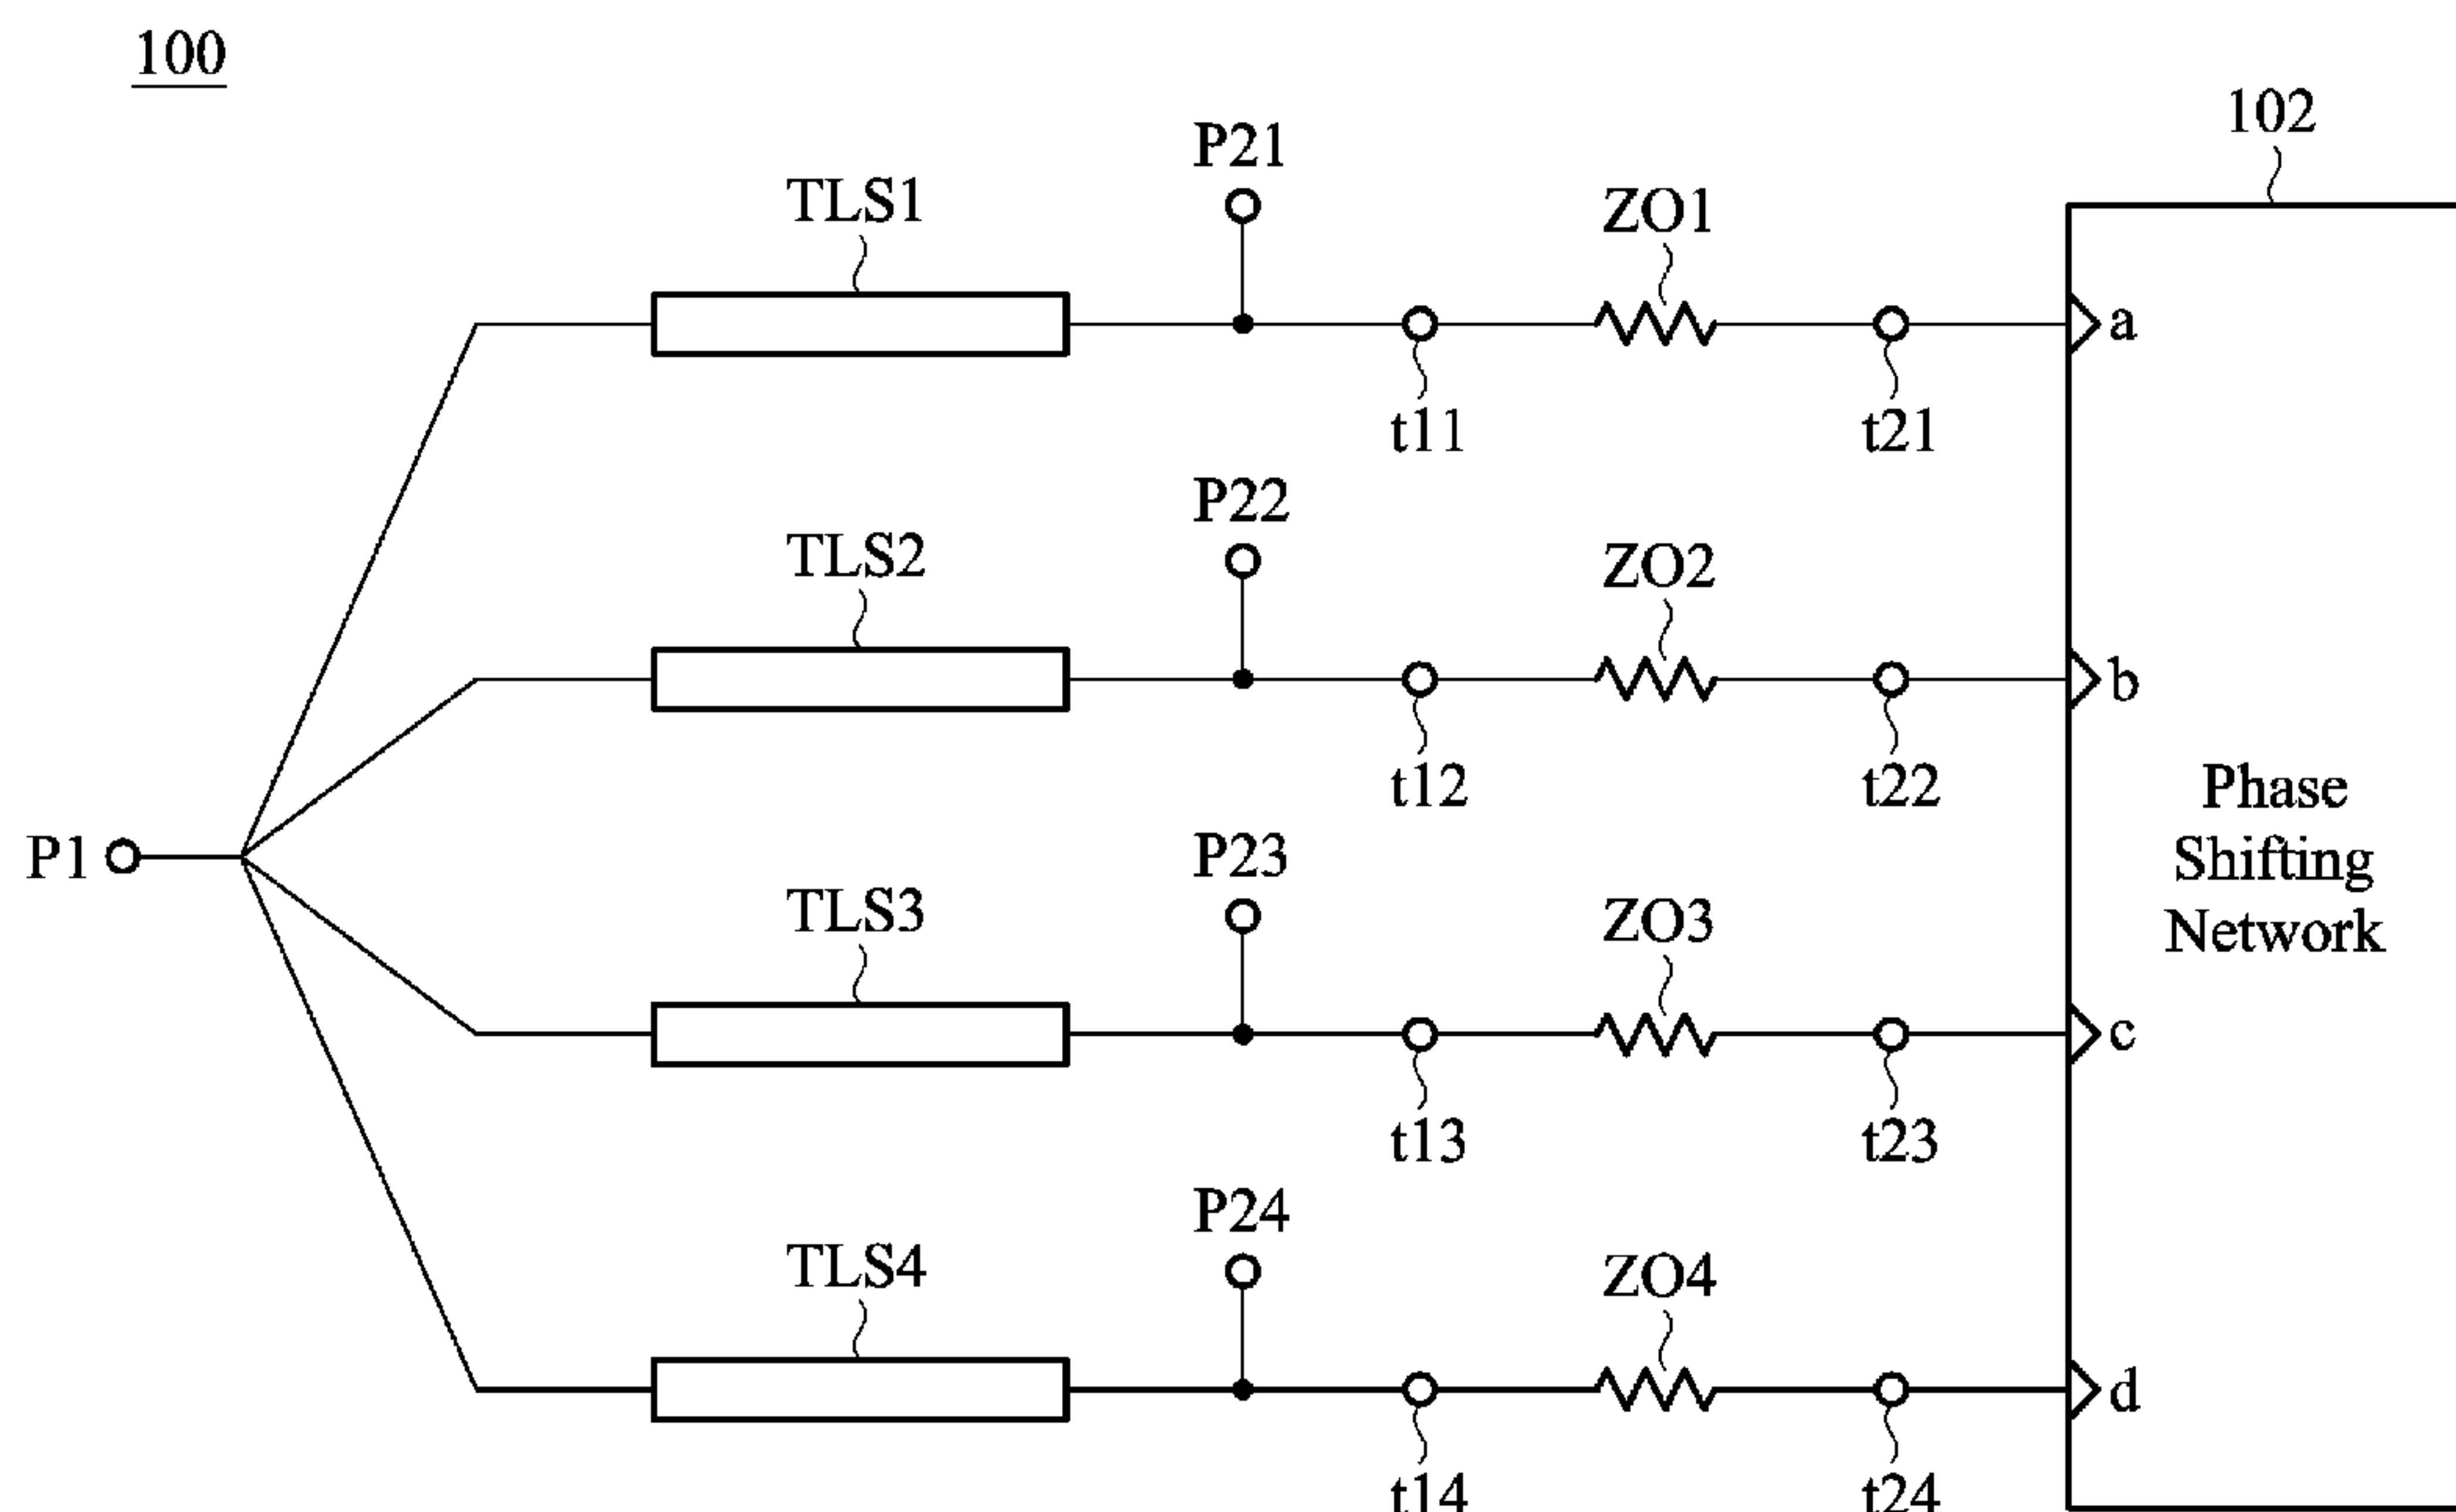 100
102
P21
TLS1
ZO1
a
t11
t21
P22
TLS2
ZO2
b
t12
t22
Phase
Shifting
Network
P1
P23
TLS3
ZO3
c
t13
t23
P24
TLS4
ZO4
d
t14
t24